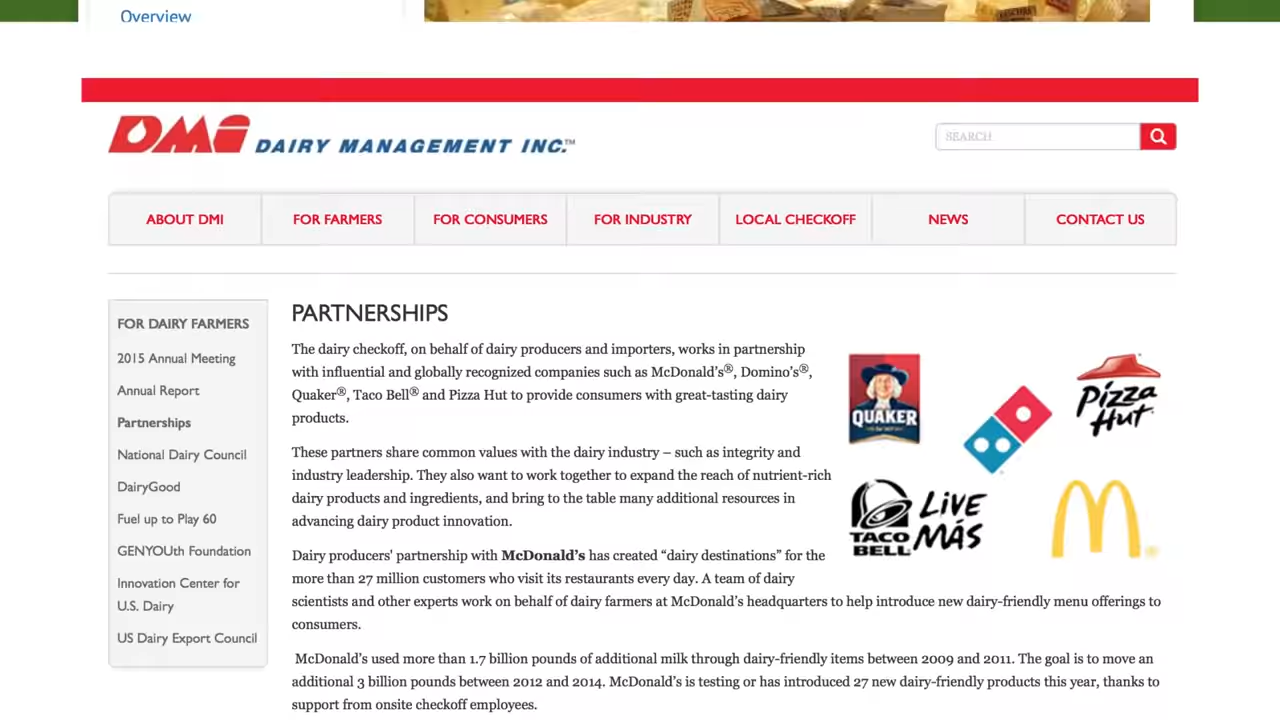 Overview
DMI DAIRY MANAGEMENT INC.™
SEARCH
ABOUT DMI
FOR FARMERS
FOR CONSUMERS
FOR INDUSTRY
LOCAL CHECKOFF
NEWS
CONTACT US
FOR DAIRY FARMERS
2015 Annual Meeting
Annual Report
Partnerships
National Dairy Council
DairyGood
Fuel up to Play 60
GENYOUth Foundation
Innovation Center for
U.S. Dairy
US Dairy Export Council
PARTNERSHIPS
The dairy checkoff, on behalf of dairy producers and importers, works in partnership
with influential and globally recognized companies such as McDonald’s®, Domino’s®,
Quaker®, Taco Bell® and Pizza Hut to provide consumers with great-tasting dairy
products.
These partners share common values with the dairy industry – such as integrity and
industry leadership. They also want to work together to expand the reach of nutrient-rich
dairy products and ingredients, and bring to the table many additional resources in
advancing dairy product innovation.
Dairy producers' partnership with McDonald’s has created “dairy destinations” for the
more than 27 million customers who visit its restaurants every day. A team of dairy
scientists and other experts work on behalf of dairy farmers at McDonald’s headquarters to help introduce new dairy-friendly menu offerings to
consumers.
McDonald’s used more than 1.7 billion pounds of additional milk through dairy-friendly items between 2009 and 2011. The goal is to move an
additional 3 billion pounds between 2012 and 2014. McDonald’s is testing or has introduced 27 new dairy-friendly products this year, thanks to
support from onsite checkoff employees.
QUAKER
Pizza
Hut
TACO
BELL
LIVE
MÁS